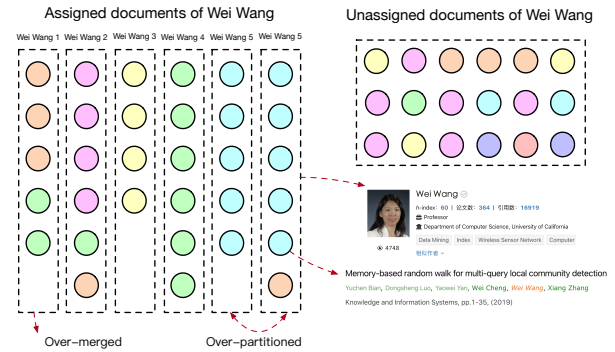 Assigned documents of Wei Wang
Unassigned documents of Wei Wang
Wei Wang 1 Wei Wang 2 Wei Wang 3 Wei Wang 4 Wei Wang 5 Wei Wang 5
Wei Wang
h-index: 60 | 论文数: 364 | 引用数: 16919
Professor
Department of Computer Science, University of California
Data Mining Index Wireless Sensor Network Computer
4748
相似作者
Memory-based random walk for multi-query local community detection
Yuchen Bian, Dongsheng Luo, Yaowei Yan, Wei Cheng, Wei Wang, Xiang Zhang
Knowledge and Information Systems, pp.1-35, (2019)
Over-merged
Over-partitioned